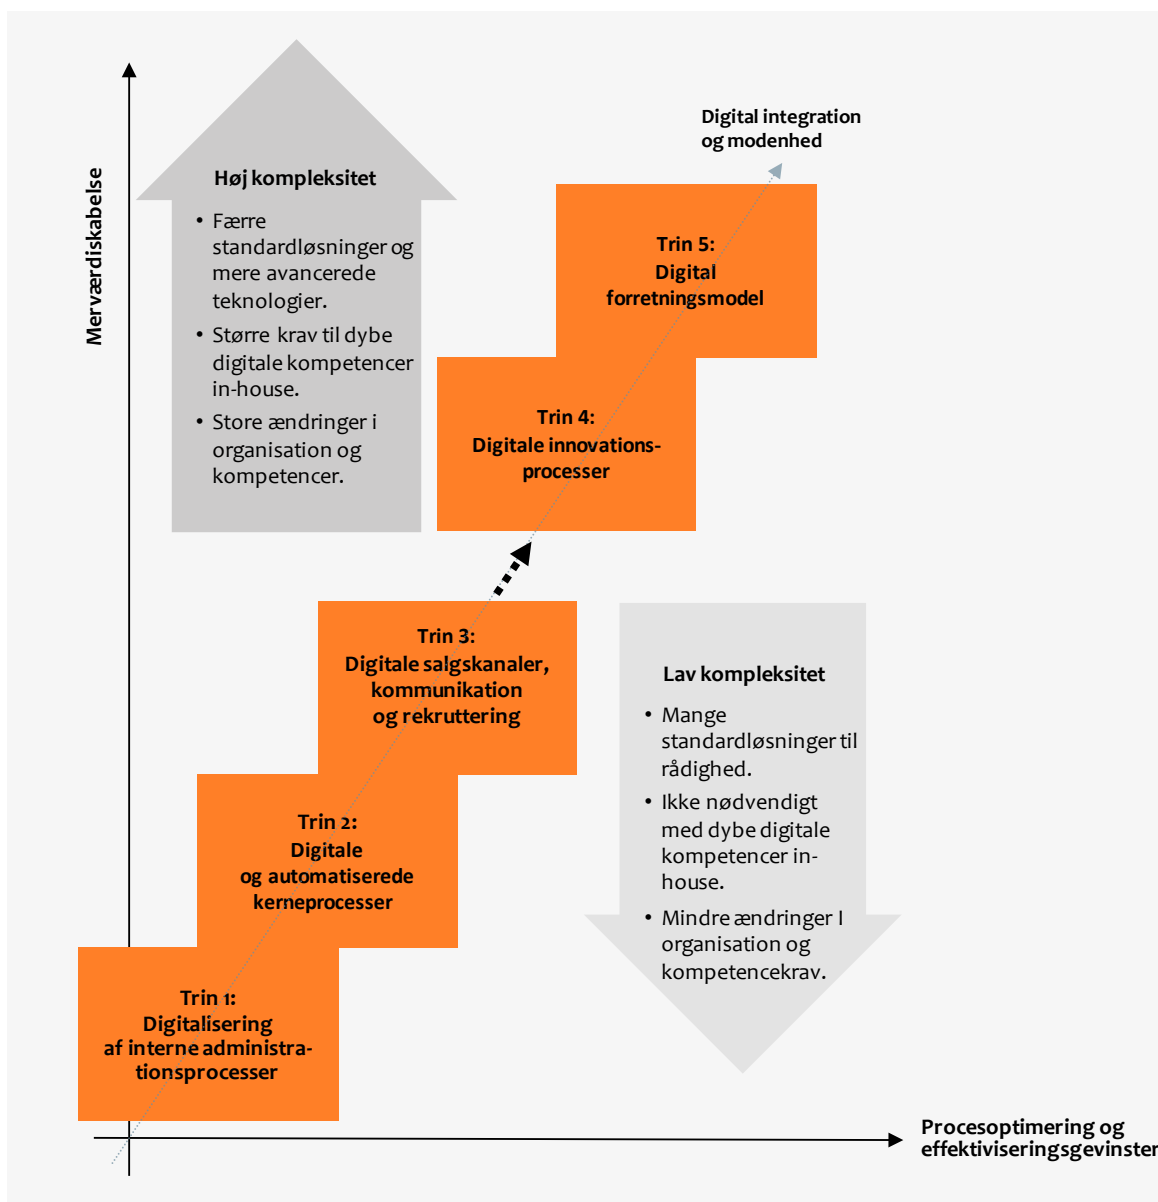 Digital integration
og modenhed
Merværdiskabelse
Høj kompleksitet
• Færre
standardløsninger og
mere avancerede
teknologier.
• Større krav til dybe
digitale kompetencer
in-house.
• Store ændringer i
organisation og
kompetencer.
Trin 5:
Digital
forretningsmodel
Trin 4:
Digitale innovations-
processer
Trin 3:
Digitale salgskanaler,
kommunikation
og rekruttering
Lav kompleksitet
• Mange
standardløsninger til
rådighed.
• Ikke nødvendigt
med dybe digitale
kompetencer in-
house.
• Mindre ændringer I
organisation og
kompetencekrav.
Trin 2:
Digitale
og automatiserede
kerneprocesser
Trin 1:
Digitalisering
af interne administra-
tionsprocesser
Procesoptimering og
effektiviseringsgevinster